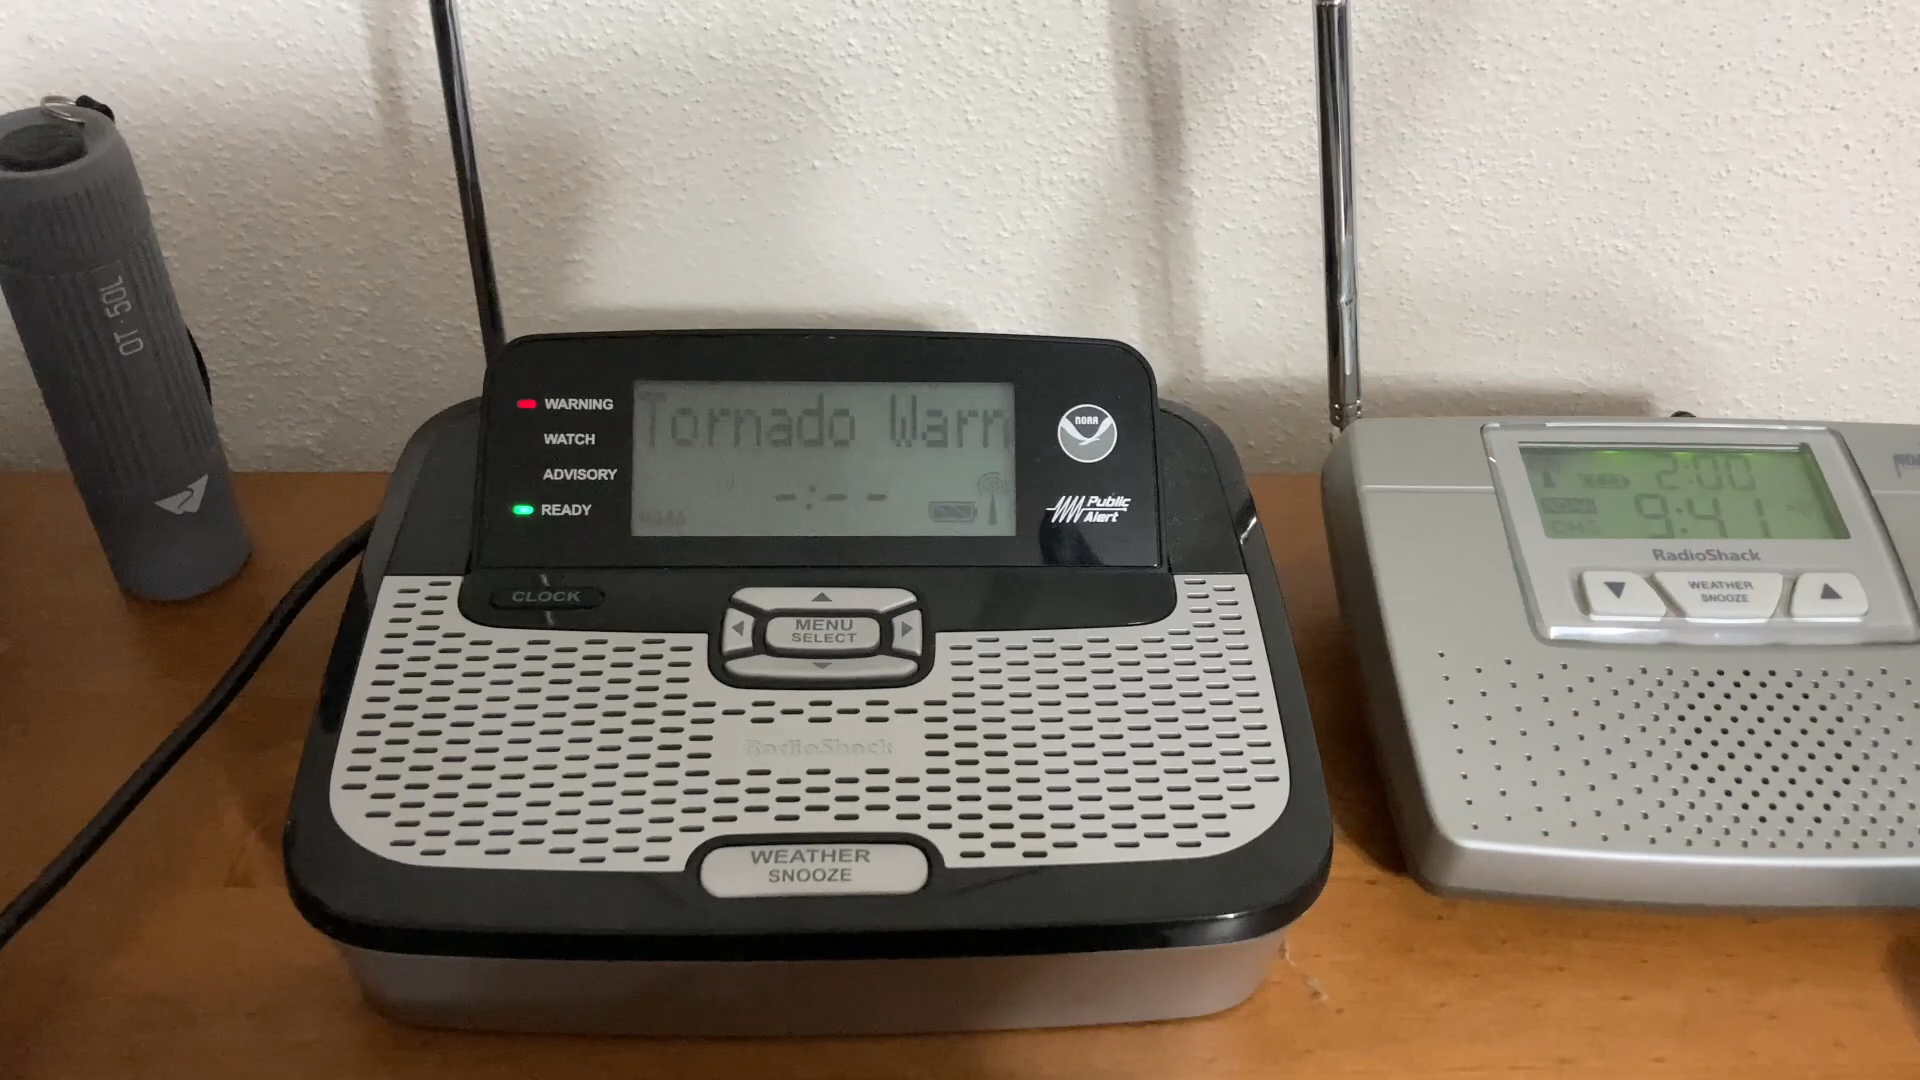 OT·50L
WARNING
WATCH
ADVISORY
READY
Tornado Warn
-:--
NOAA
Public
Alert
CLOCK
MENU
SELECT
RadioShack
WEATHER
SNOOZE
2:00
9:41
RadioShack
WEATHER
SNOOZE